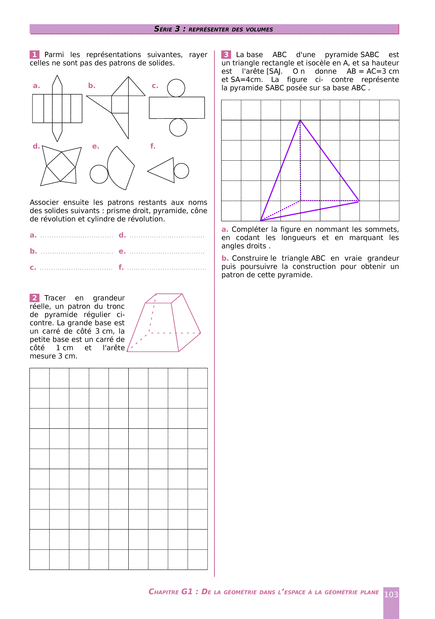 SÉRIE 3 : REPRÉSENTER DES VOLUMES
1 Parmi les représentations suivantes, rayer
celles ne sont pas des patrons de solides.
a. b. c.
d. e. f.
Associer ensuite les patrons restants aux noms
des solides suivants : prisme droit, pyramide, cône
de révolution et cylindre de révolution.
a. .............................. d. ..............................
b. .............................. e. ..............................
c. .............................. f. ..............................
2 Tracer en grandeur
réelle, un patron du tronc
de pyramide régulier ci-
contre. La grande base est
un carré de côté 3 cm, la
petite base est un carré de
côté 1 cm et l'arête
mesure 3 cm.
3 La base ABC d'une pyramide SABC est
un triangle rectangle et isocèle en A, et sa hauteur
est l'arête [SA]. O n donne AB = AC=3 cm
et SA=4cm. La figure ci- contre représente
la pyramide SABC posée sur sa base ABC .
a. Compléter la figure en nommant les sommets,
en codant les longueurs et en marquant les
angles droits .
b. Construire le triangle ABC en vraie grandeur
puis poursuivre la construction pour obtenir un
patron de cette pyramide.
CHAPITRE G1 : DE LA GÉOMÉTRIE DANS L'ESPACE À LA GÉOMÉTRIE PLANE 103